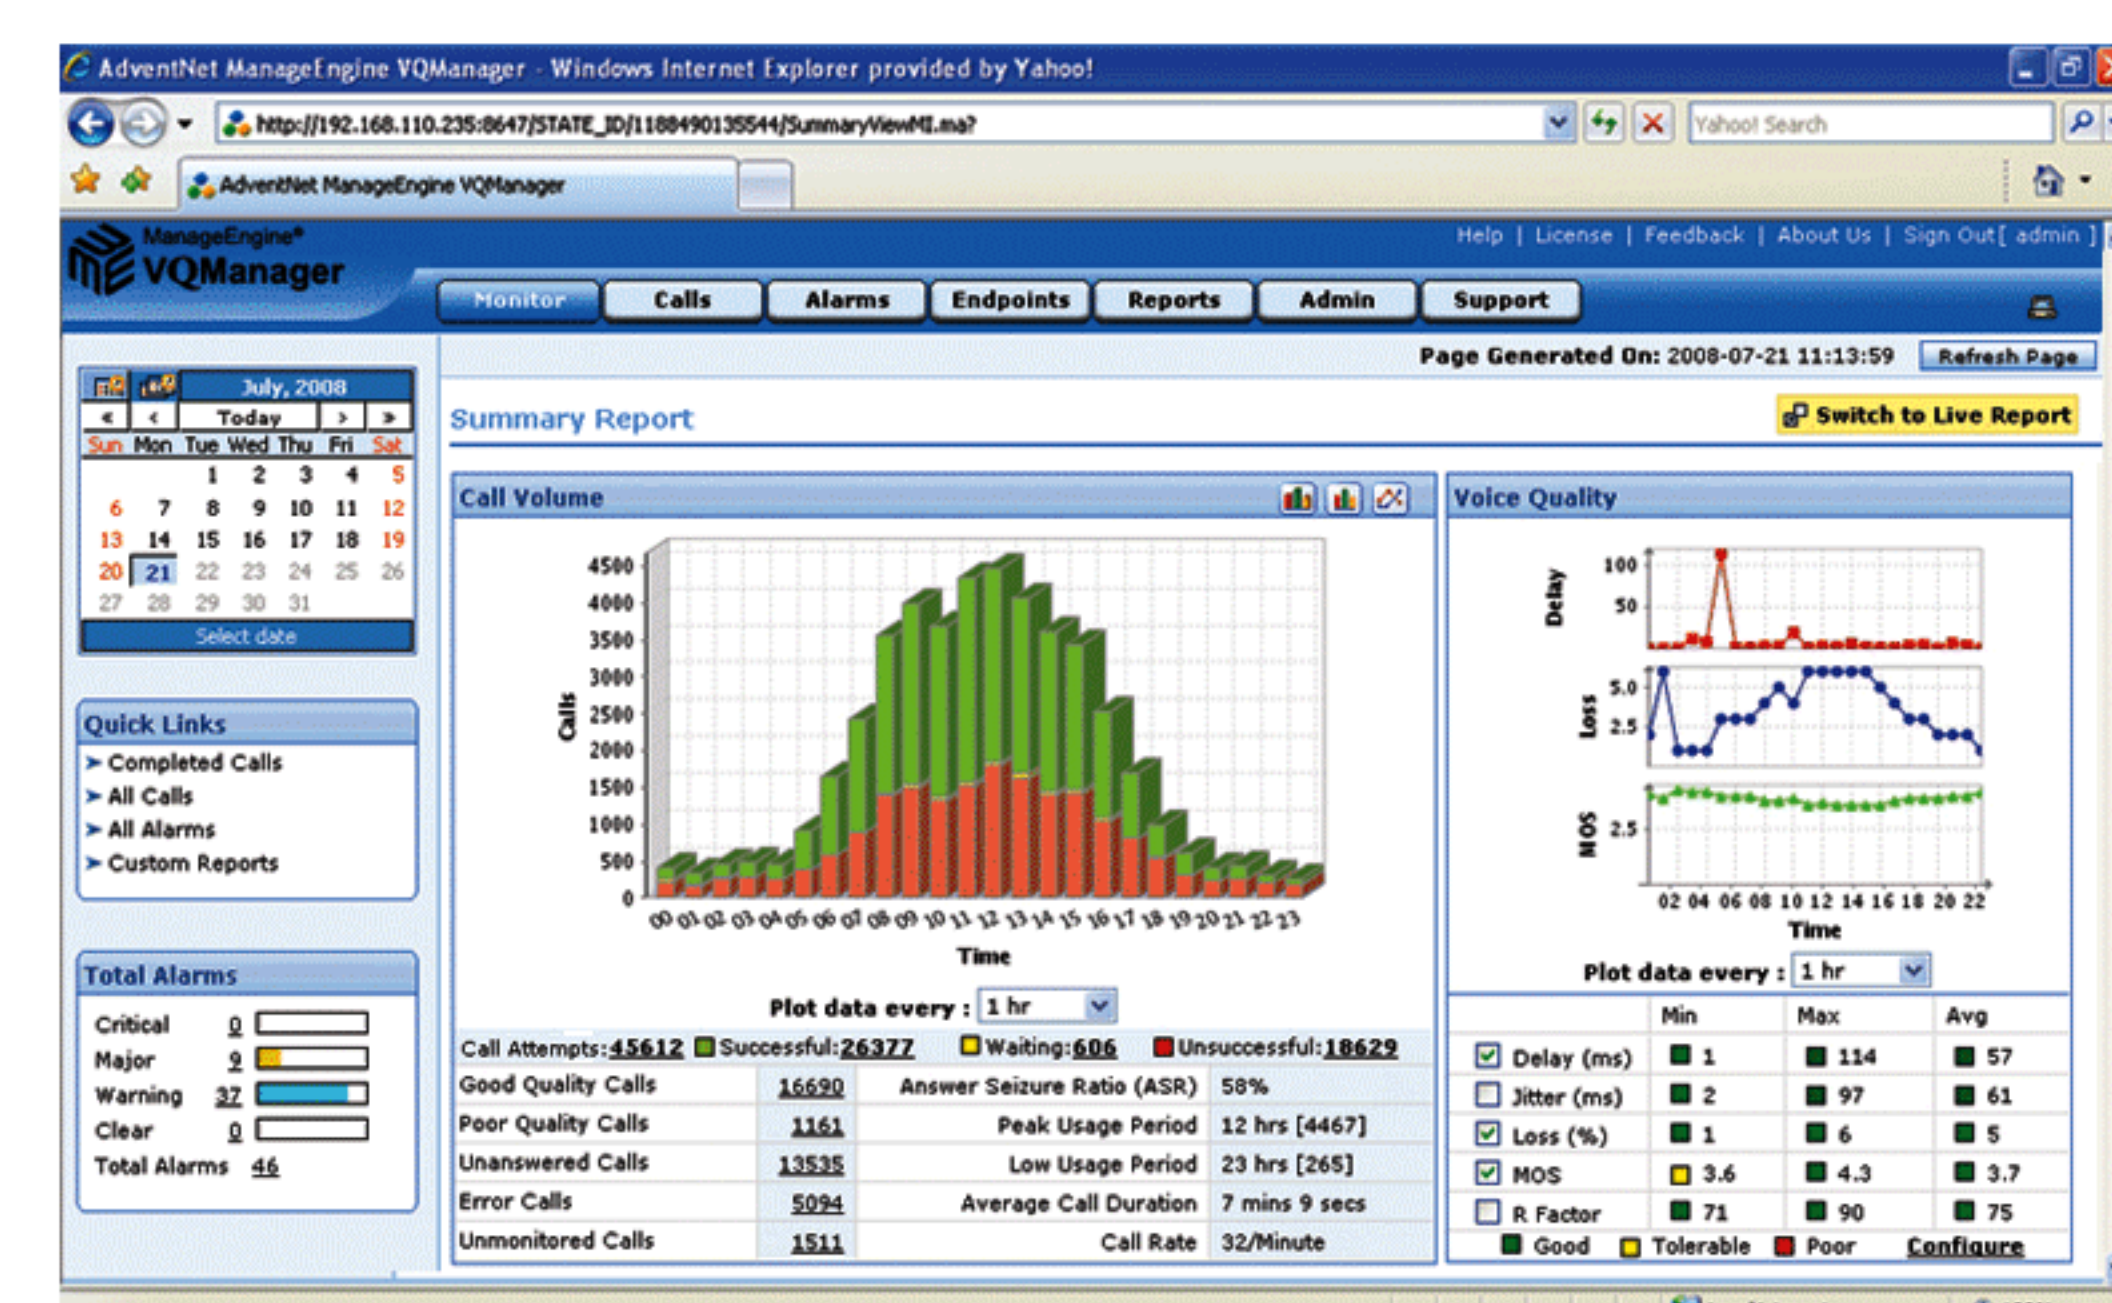 AdventNet ManageEngine VQManager - Windows Internet Explorer provided by Yahoo!
http://192.168.110.235:8647/STATE_ID/1188490135544/SummaryViewMI.ma?
Yahoo! Search
AdventNet ManageEngine VQManager
ManageEngine®
VQManager
Help | License | Feedback | About Us | Sign Out[ admin ]
Monitor Calls Alarms Endpoints Reports Admin Support
Page Generated On: 2008-07-21 11:13:59 Refresh Page
July, 2008
« ‹ Today › »
Sun Mon Tue Wed Thu Fri Sat
1 2 3 4 5
6 7 8 9 10 11 12
13 14 15 16 17 18 19
20 21 22 23 24 25 26
27 28 29 30 31
Select date
Quick Links
Completed Calls
All Calls
All Alarms
Custom Reports
Total Alarms
Critical 0
Major 9
Warning 37
Clear 0
Total Alarms 46
Summary Report
Switch to Live Report
Call Volume
4500
4000
3500
3000
2500
2000
1500
1000
500
0
Calls
00 01 02 03 04 05 06 07 08 09 10 11 12 13 14 15 16 17 18 19 20 21 22 23
Time
Plot data every : 1 hr
Call Attempts:45612 Successful:26377 Waiting:606 Unsuccessful:18629
Good Quality Calls 16690 Answer Seizure Ratio (ASR) 58%
Poor Quality Calls 1161 Peak Usage Period 12 hrs [4467]
Unanswered Calls 13535 Low Usage Period 23 hrs [265]
Error Calls 5094 Average Call Duration 7 mins 9 secs
Unmonitored Calls 1511 Call Rate 32/Minute
Voice Quality
Delay
100
50
Loss
5.0
2.5
MOS
2.5
02 04 06 08 10 12 14 16 18 20 22
Time
Plot data every : 1 hr
Min Max Avg
Delay (ms) 1 114 57
Jitter (ms) 2 97 61
Loss (%) 1 6 5
MOS 3.6 4.3 3.7
R Factor 71 90 75
Good Tolerable Poor Configure